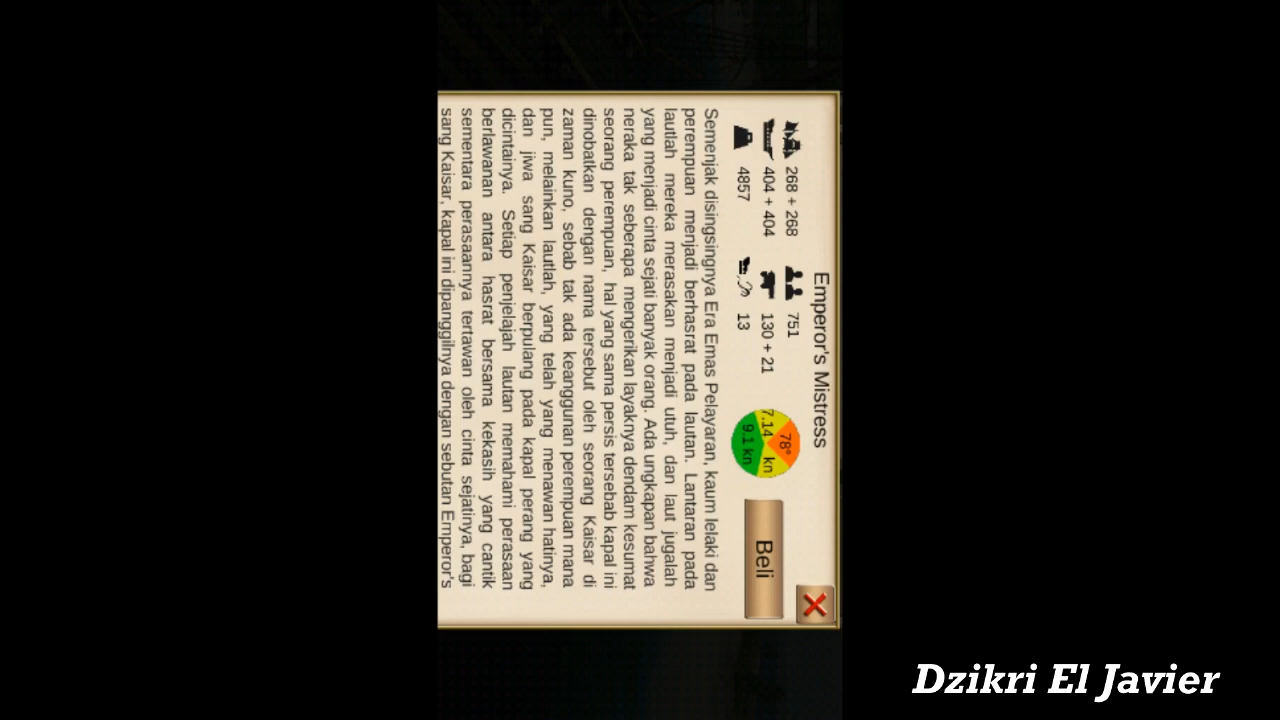 Emperor's Mistress
268 + 268 751 78°
404 + 404 130 + 21 7.14 kn
4857 13 9.1 kn
Beli
Semenjak disingsingnya Era Emas Pelayaran, kaum lelaki dan
perempuan menjadi berhasrat pada lautan. Lantaran pada
lautlah mereka merasakan menjadi utuh, dan laut jugalah
yang menjadi cinta sejati banyak orang. Ada ungkapan bahwa
neraka tak seberapa mengerikan layaknya dendam kesumat
seorang perempuan, hal yang sama persis tersebab kapal ini
dinobatkan dengan nama tersebut oleh seorang Kaisar di
zaman kuno, sebab tak ada keanggunan perempuan mana
pun, melainkan lautlah, yang telah yang menawan hatinya,
dan jiwa sang Kaisar berpulang pada kapal perang yang
dicintainya. Setiap penjelajah lautan memahami perasaan
berlawanan antara hasrat bersama kekasih yang cantik
sementara perasaannya tertawan oleh cinta sejatinya, bagi
sang Kaisar, kapal ini dipanggilnya dengan sebutan Emperor's
Dzikri El Javier